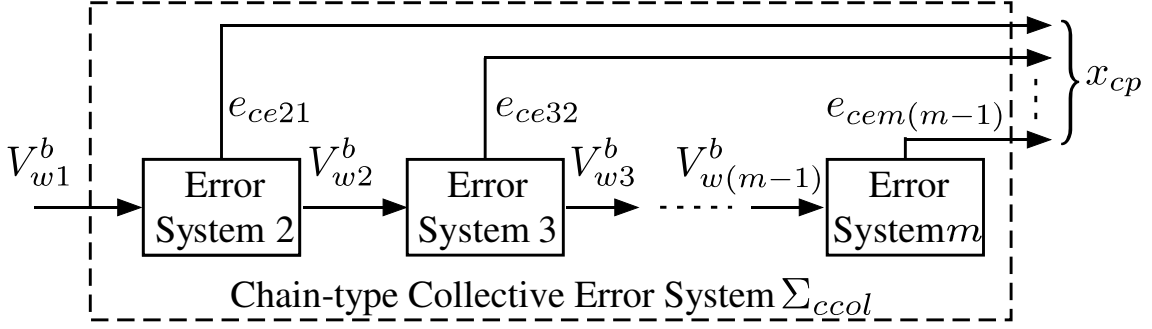 e_{ce21}
e_{ce32}
e_{cem(m-1)}
x_{cp}
V^b_{w1}
Error
System 2
V^b_{w2}
Error
System 3
V^b_{w3}
V^b_{w(m-1)}
Error
Systemm
Chain-type Collective Error System Σ_{ccol}